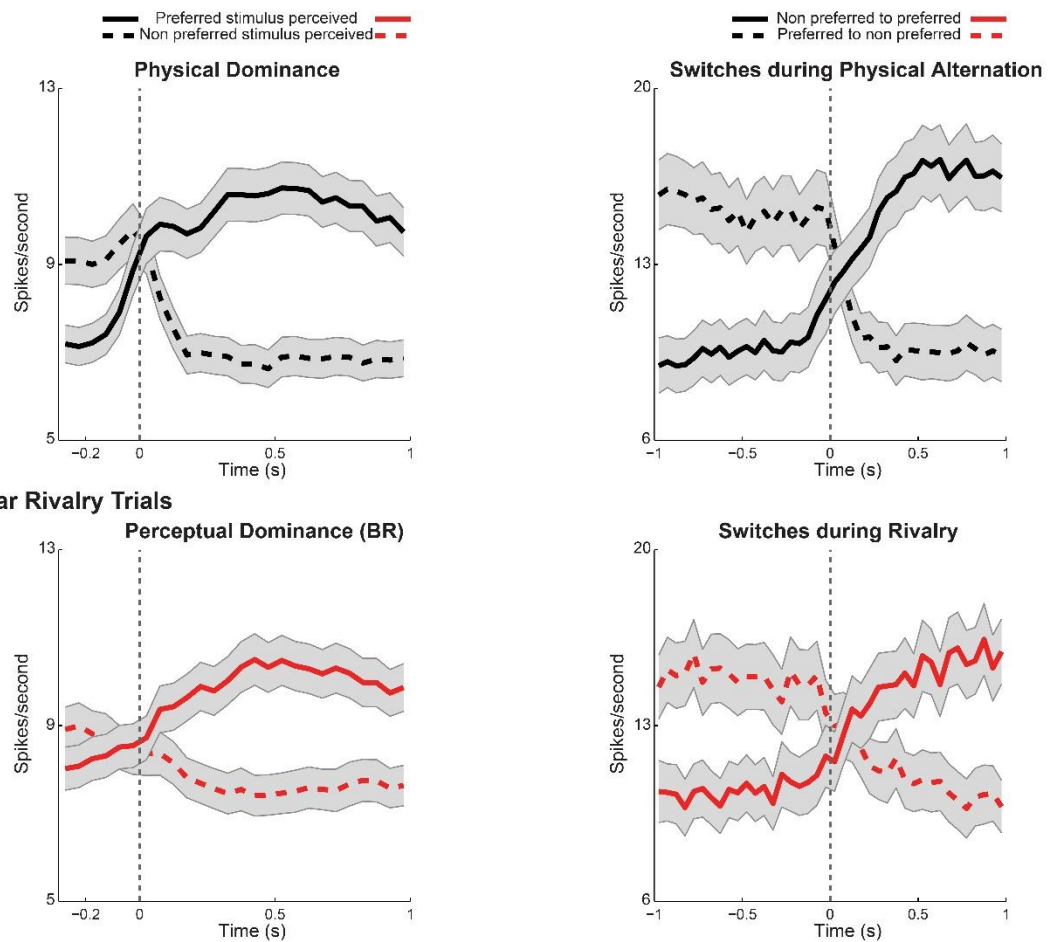 Preferred stimulus perceived
Non preferred stimulus perceived
Non preferred to preferred
Preferred to non preferred
Physical Dominance
Switches during Physical Alternation
13
9
5
Spikes/second
−0.2 0 0.5 1
Time (s)
20
13
6
Spikes/second
−1 −0.5 0 0.5 1
Time (s)
ar Rivalry Trials
Perceptual Dominance (BR)
Switches during Rivalry
13
9
5
Spikes/second
−0.2 0 0.5 1
Time (s)
20
13
6
Spikes/second
−1 −0.5 0 0.5 1
Time (s)